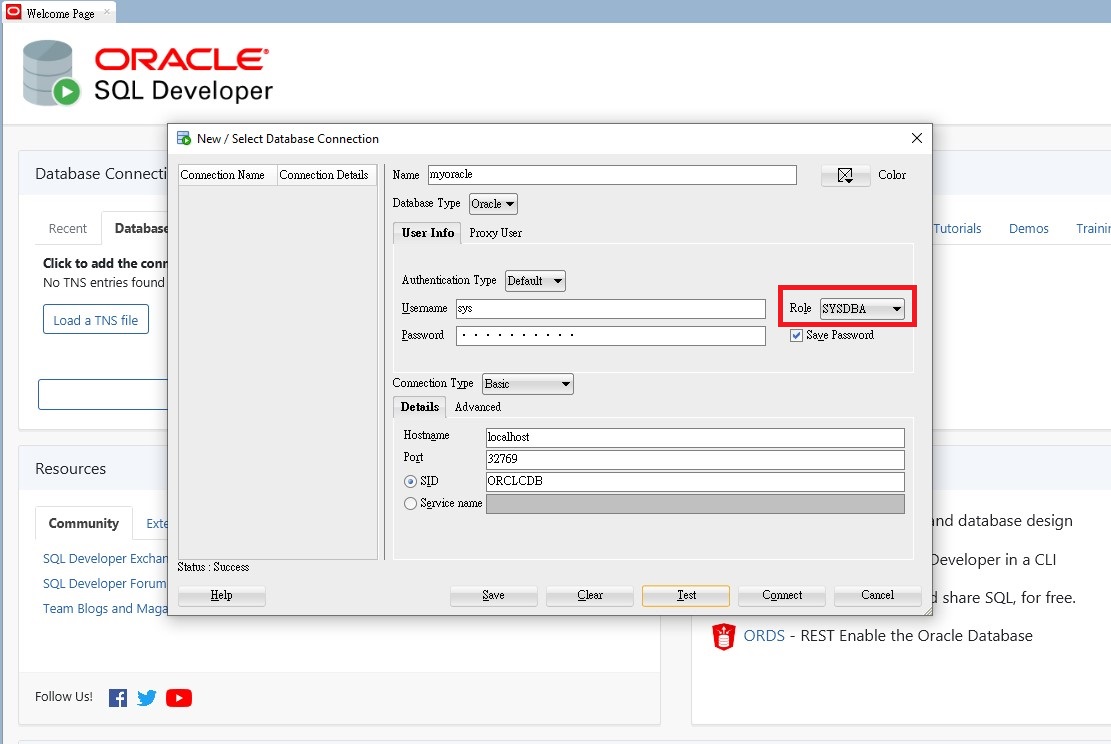 Welcome Page
ORACLE
SQL Developer
New / Select Database Connection
Database Connecti
Recent
Database
Click to add the conn
No TNS entries found
Load a TNS file
Tutorials
Demos
Trainin
Connection Name
Connection Details
Name
myoracle
Color
Database Type
Oracle
User Info
Proxy User
Authentication Type
Default
Username
sys
Role
SYSDBA
Password
Save Password
Connection Type
Basic
Details
Advanced
Hostname
localhost
Port
32769
SID
ORCLCDB
Service name
Status : Success
Help
Save
Clear
Test
Connect
Cancel
Resources
Community
Exte
SQL Developer Exchan
SQL Developer Forum
Team Blogs and Maga
and database design
Developer in a CLI
d share SQL, for free.
ORDS - REST Enable the Oracle Database
Follow Us!